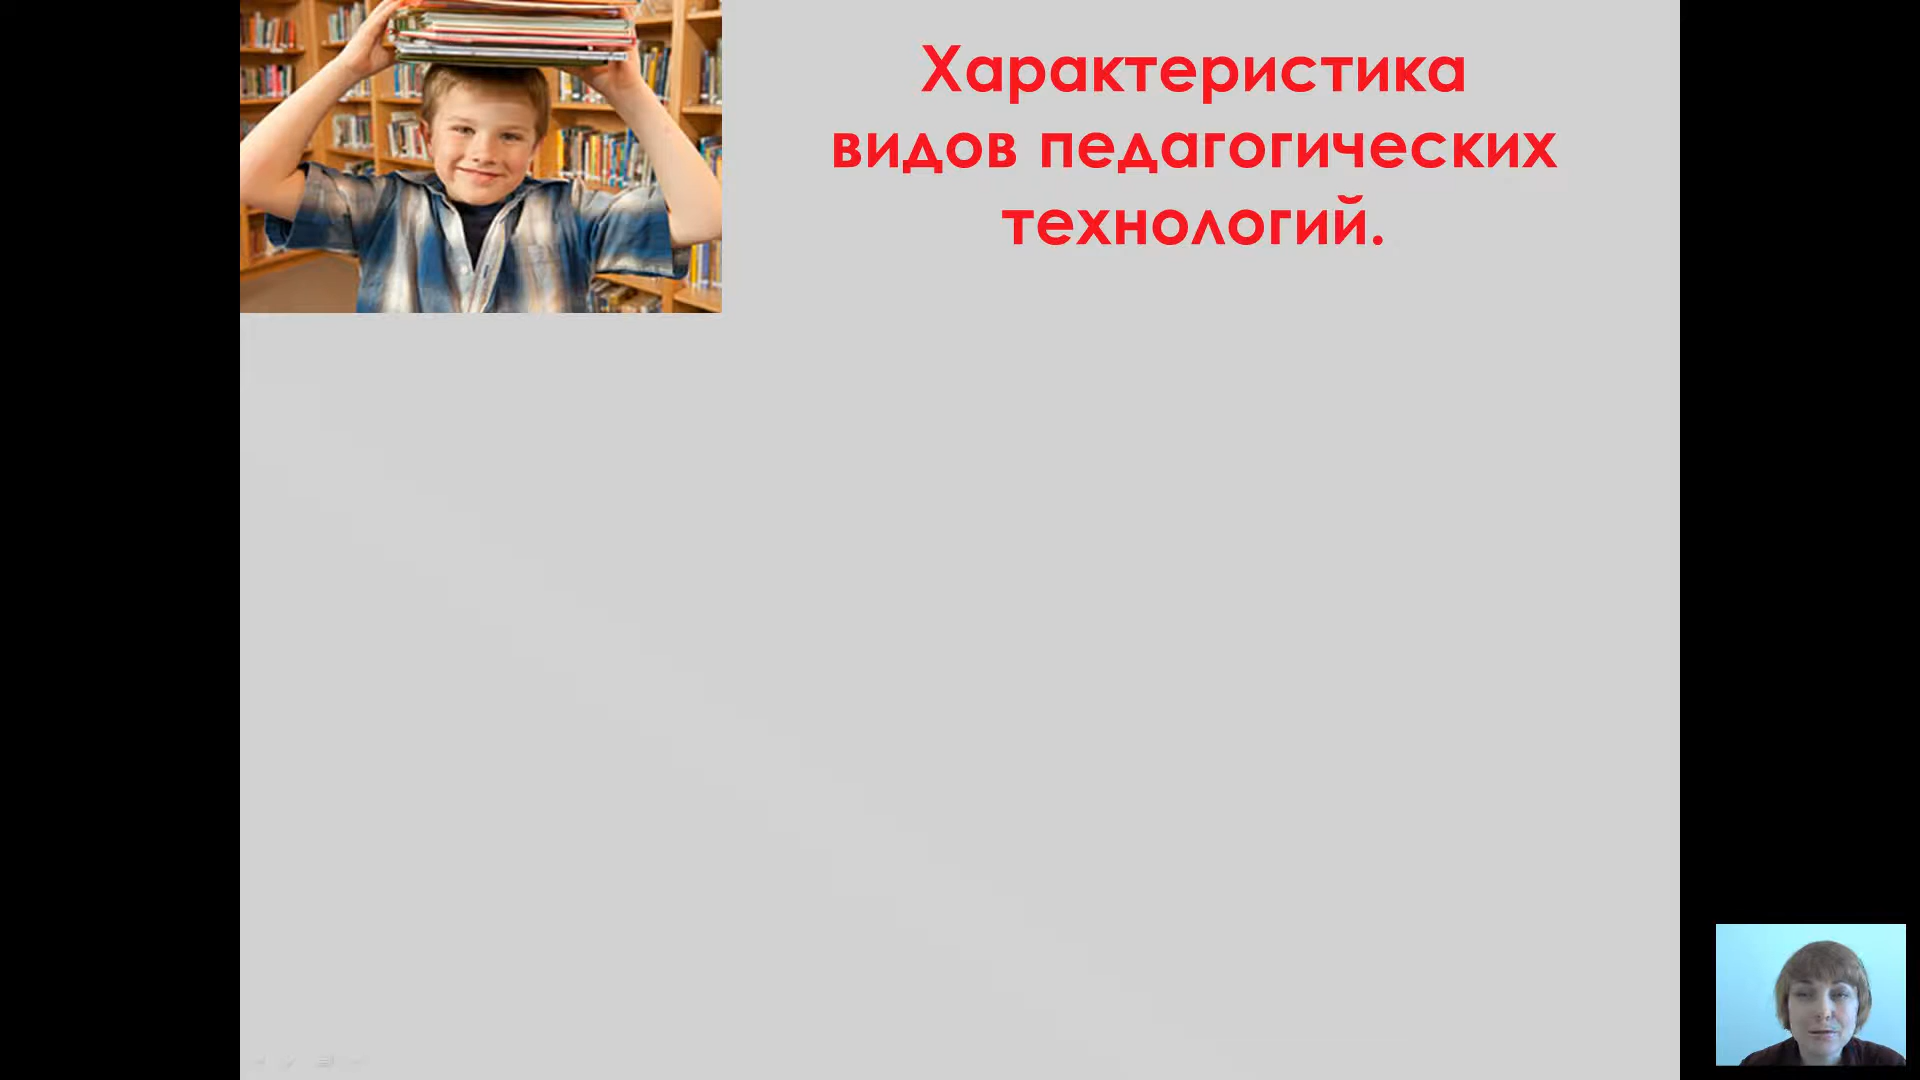 Характеристика
видов педагогических
технологий.